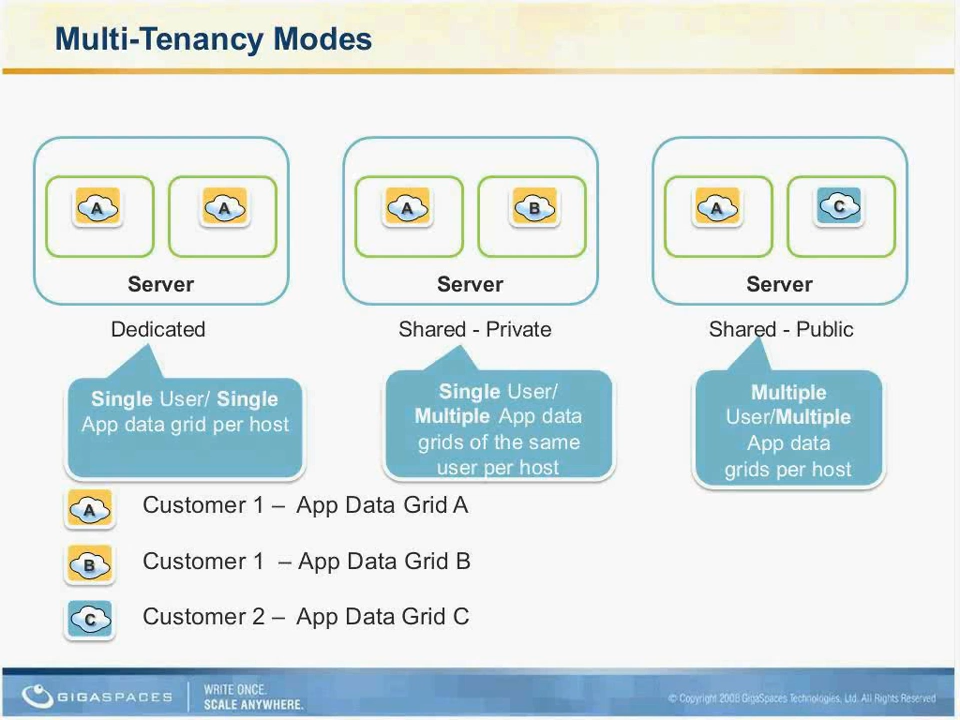 Multi-Tenancy Modes
A
A
A
B
A
C
Server
Server
Server
Dedicated
Shared - Private
Shared - Public
Single User/ Single
App data grid per host
Single User/
Multiple App data
grids of the same
user per host
Multiple
User/Multiple
App data
grids per host
A
Customer 1 – App Data Grid A
B
Customer 1 – App Data Grid B
C
Customer 2 – App Data Grid C
GIGASPACES
WRITE ONCE.
SCALE ANYWHERE.
© Copyright 2008 GigaSpaces Technologies, Ltd. All Rights Reserved